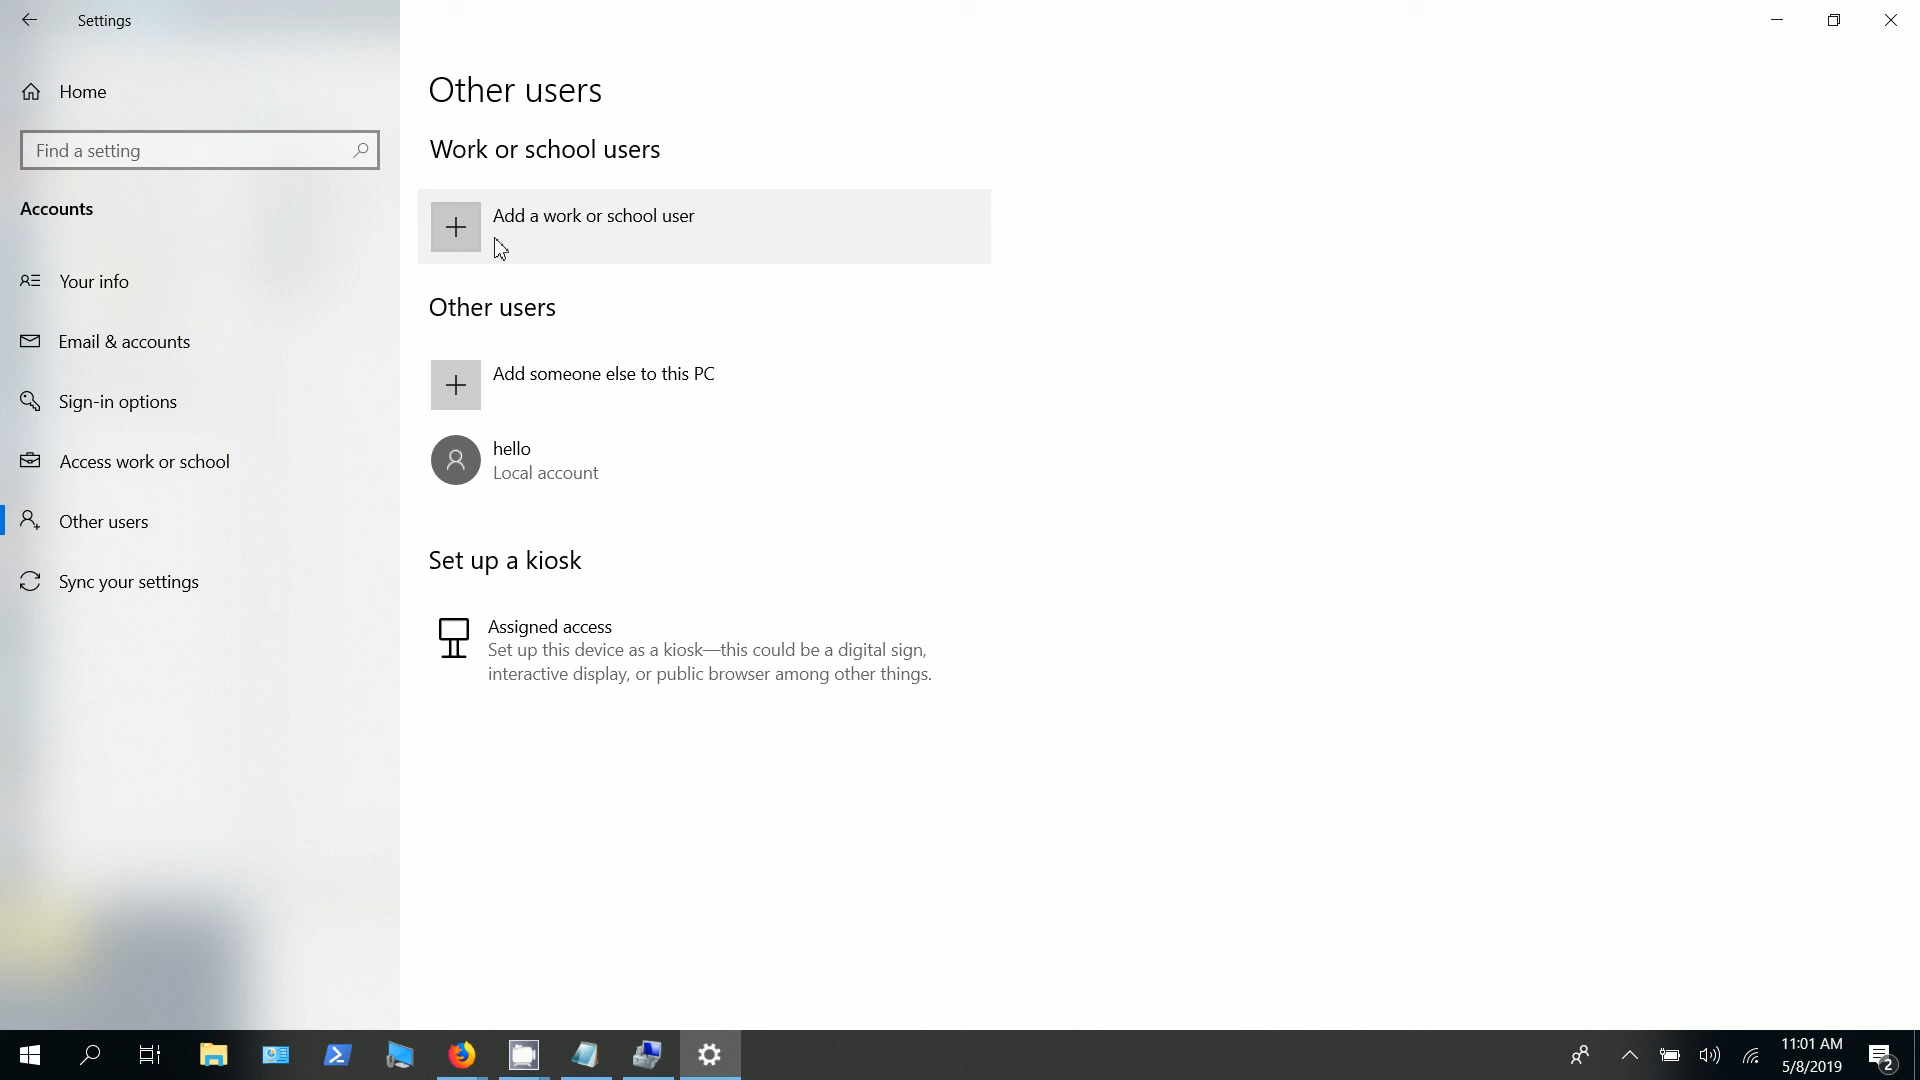 Settings
Home
Find a setting
Accounts
Your info
Email & accounts
Sign-in options
Access work or school
Other users
Sync your settings
Other users
Work or school users
Add a work or school user
Other users
Add someone else to this PC
hello
Local account
Set up a kiosk
Assigned access
Set up this device as a kiosk—this could be a digital sign,
interactive display, or public browser among other things.
11:01 AM
5/8/2019
2